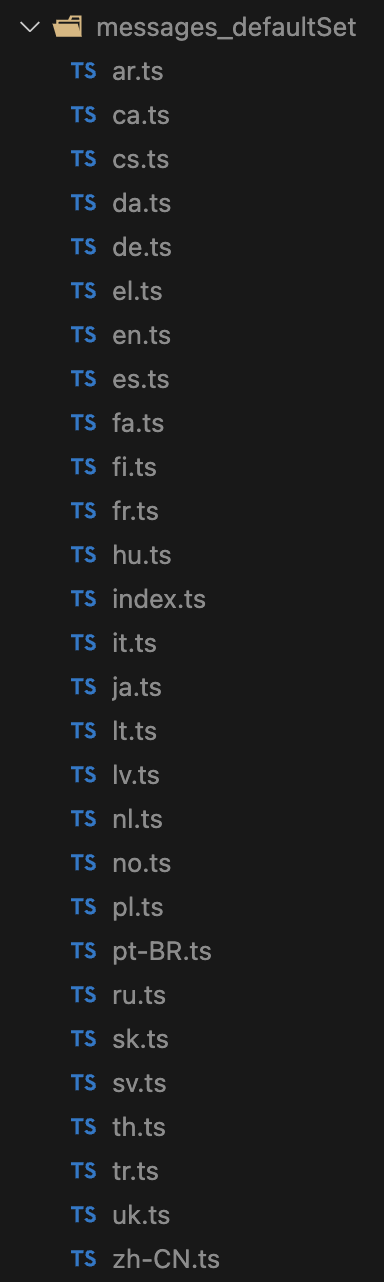 messages_defaultSet
TS ar.ts
TS ca.ts
TS cs.ts
TS da.ts
TS de.ts
TS el.ts
TS en.ts
TS es.ts
TS fa.ts
TS fi.ts
TS fr.ts
TS hu.ts
TS index.ts
TS it.ts
TS ja.ts
TS lt.ts
TS lv.ts
TS nl.ts
TS no.ts
TS pl.ts
TS pt-BR.ts
TS ru.ts
TS sk.ts
TS sv.ts
TS th.ts
TS tr.ts
TS uk.ts
TS zh-CN.ts